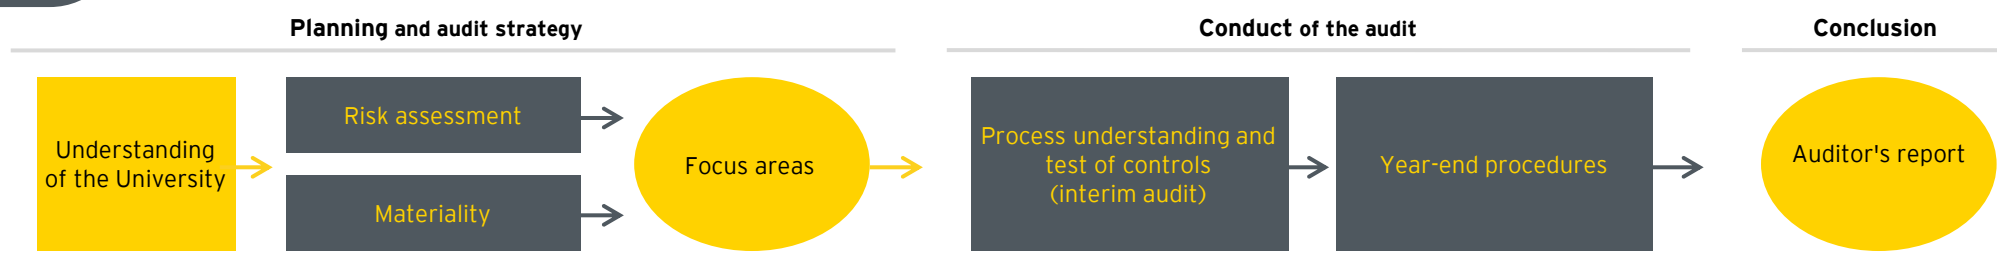 Planning and audit strategy
Conduct of the audit
Conclusion
Understanding
of the University
Risk assessment
Materiality
Focus areas
Process understanding and
test of controls
(interim audit)
Year-end procedures
Auditor's report